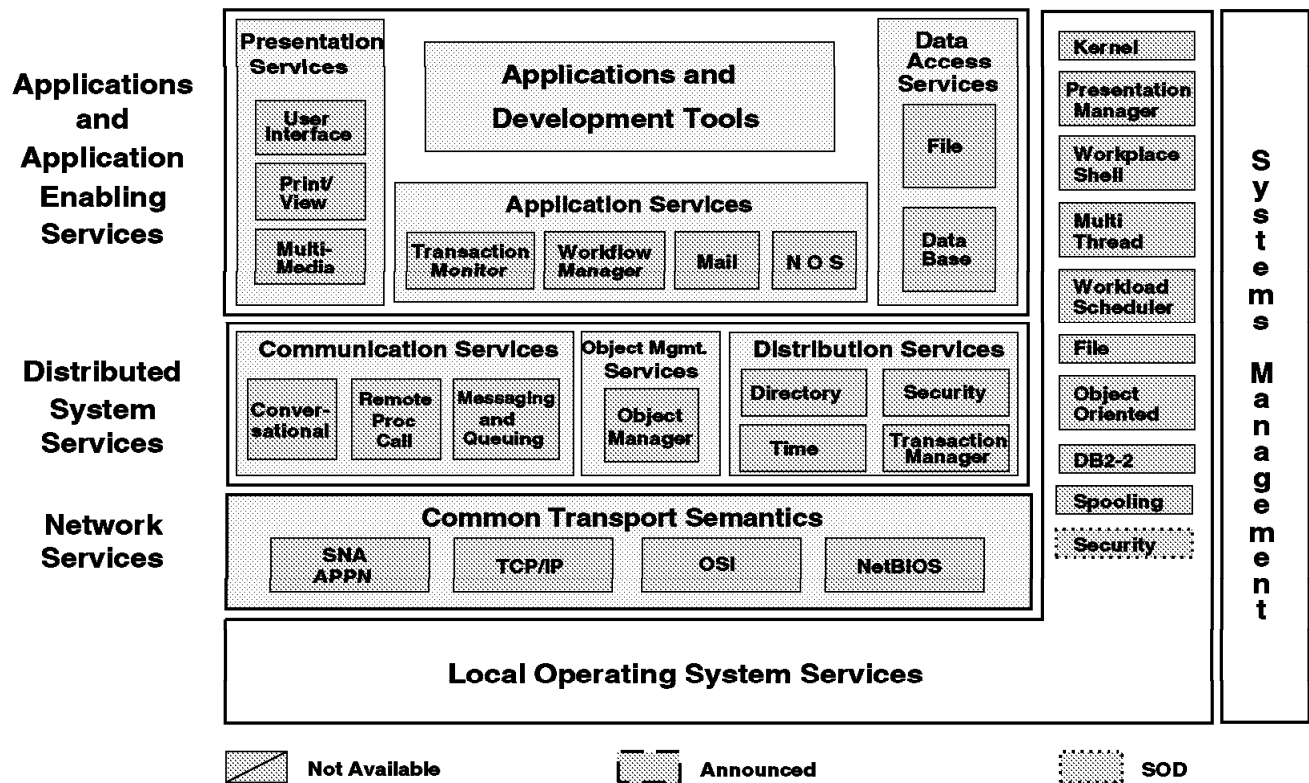 Applications
and
Application
Enabling
Services
Presentation
Services
User
Interface
Print/
View
Multi-
Media
Applications and
Development Tools
Application Services
Transaction
Monitor
Workflow
Manager
Mail
N O S
Data
Access
Services
File
Data
Base
Distributed
System
Services
Communication Services
Conver-
sational
Remote
Proc
Call
Messaging
and
Queuing
Object Mgmt.
Services
Object
Manager
Distribution Services
Directory
Security
Time
Transaction
Manager
Network
Services
Common Transport Semantics
SNA
APPN
TCP/IP
OSI
NetBIOS
Local Operating System Services
Kernel
Presentation
Manager
Workplace
Shell
Multi
Thread
Workload
Scheduler
File
Object
Oriented
DB2-2
Spooling
Security
Systems Management
Not Available
Announced
SOD